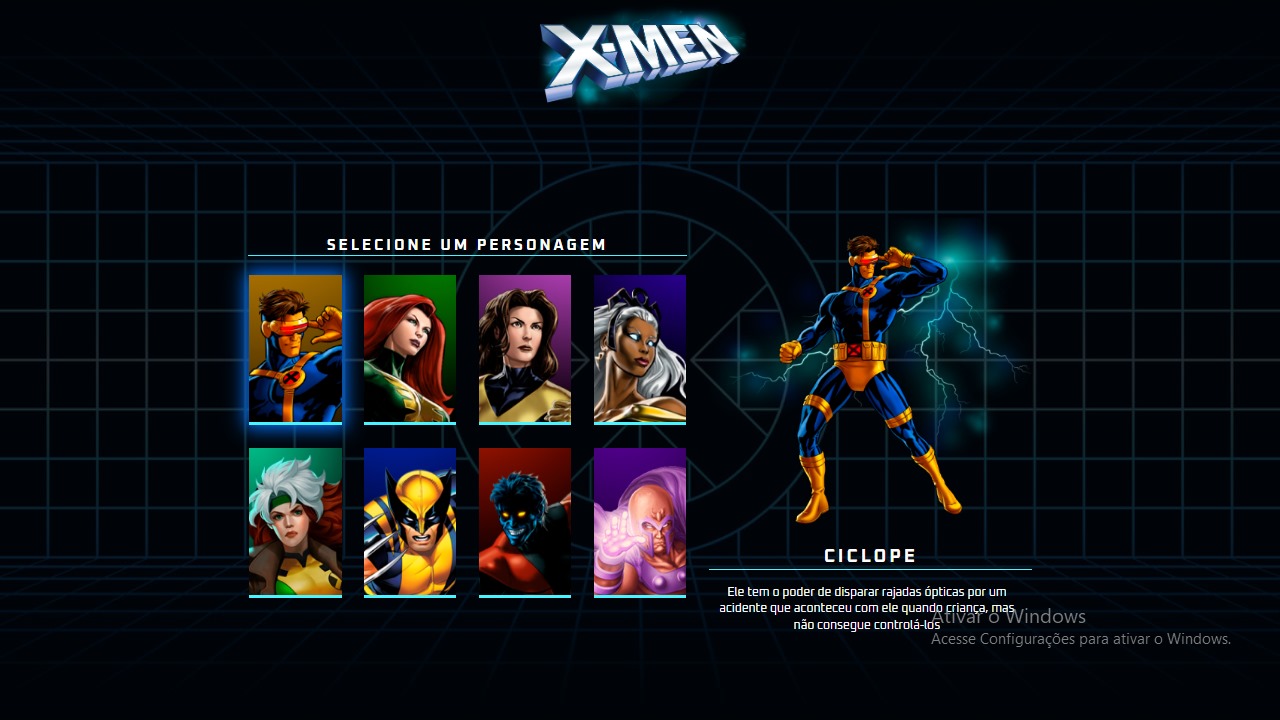 X-MEN
SELECIONE UM PERSONAGEM
CICLOPE
Ele tem o poder de disparar rajadas ópticas por um
acidente que aconteceu com ele quando criança, mas
não consegue controlá-los
Ativar o Windows
Acesse Configurações para ativar o Windows.